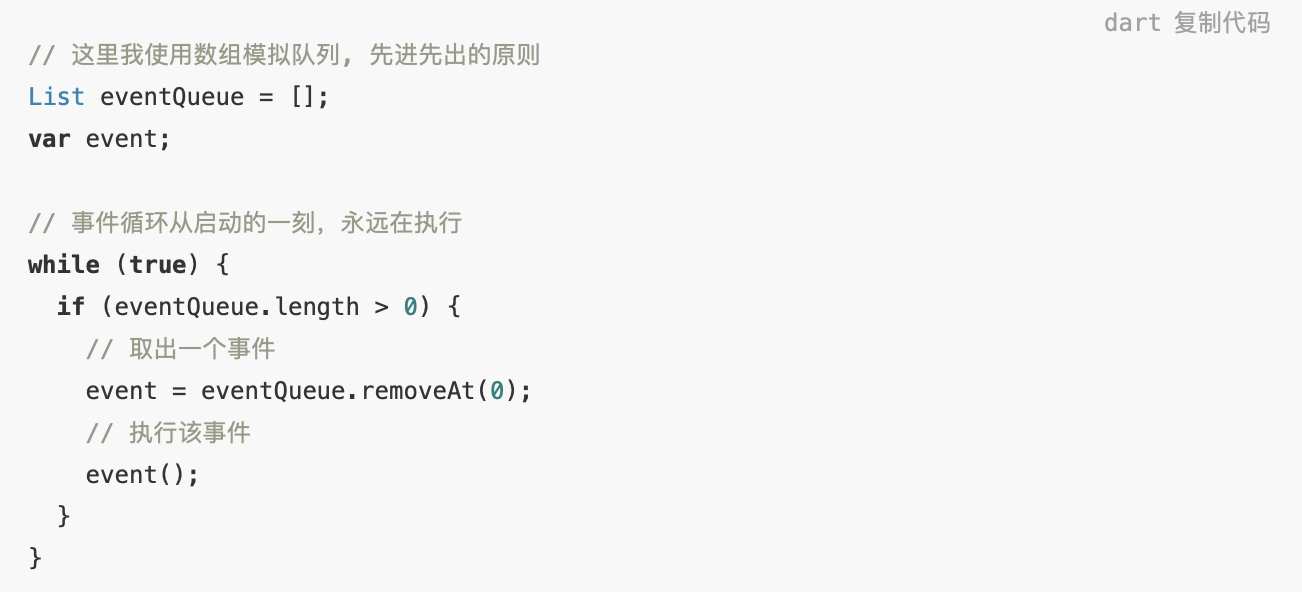 dart 复制代码
// 这里我使用数组模拟队列, 先进先出的原则
List eventQueue = [];
var event;
// 事件循环从启动的一刻，永远在执行
while (true) {
  if (eventQueue.length > 0) {
    // 取出一个事件
    event = eventQueue.removeAt(0);
    // 执行该事件
    event();
  }
}